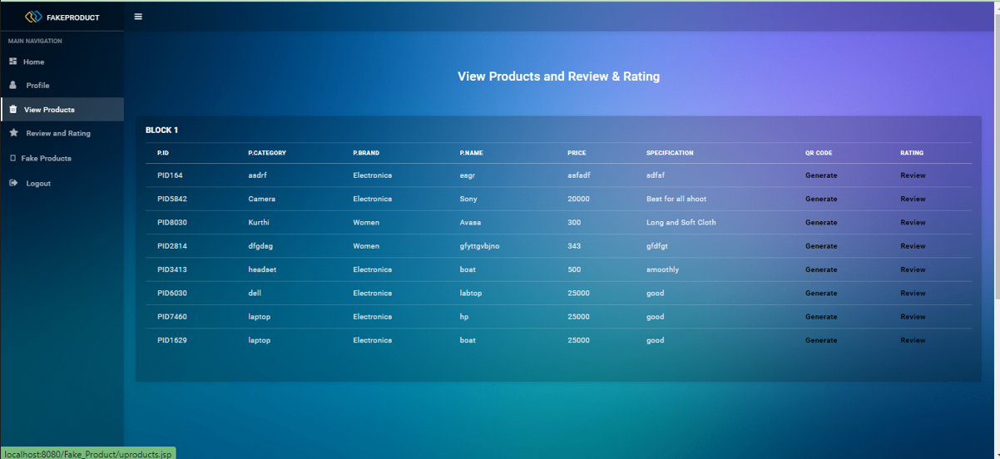 FAKEPRODUCT
MAIN NAVIGATION
Home
Profile
View Products
Review and Rating
Fake Products
Logout
View Products and Review & Rating
BLOCK 1
P.ID P.CATEGORY P.BRAND P.NAME PRICE SPECIFICATION QR CODE RATING
PID164 asdrf Electronics esgr asfadf sdfsf Generate Review
PID5842 Camera Electronics Sony 20000 Best for all shoot Generate Review
PID8030 Kurthi Women Avasa 300 Long and Soft Cloth Generate Review
PID2814 dfgdsg Women gfyttgvbjno 343 gfdfgt Generate Review
PID3413 headset Electronics boat 500 smoothly Generate Review
PID6030 dell Electronics labtop 25000 good Generate Review
PID7460 laptop Electronics hp 25000 good Generate Review
PID1629 laptop Electronics boat 25000 good Generate Review
localhost:8080/Fake_Product/uproducts.jsp